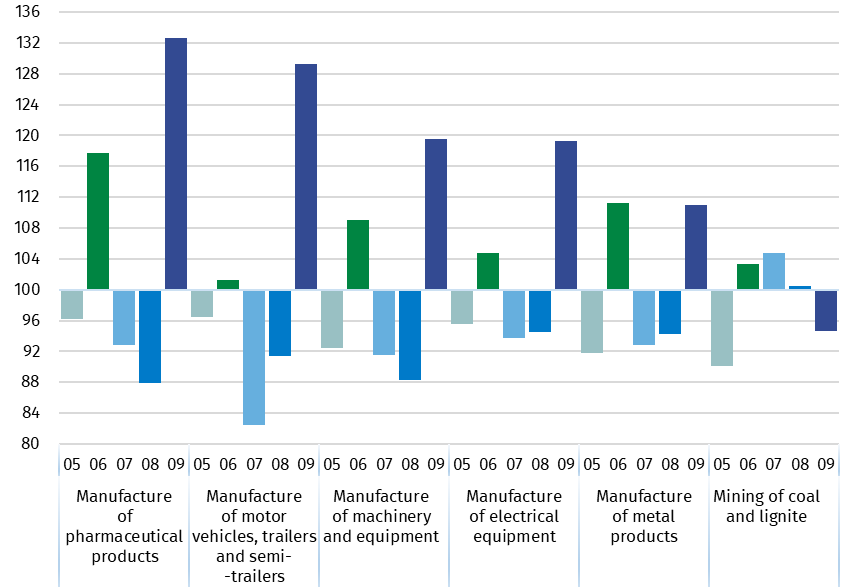 136
132
128
124
120
116
112
108
104
100
96
92
88
84
80
05 06 07 08 09 05 06 07 08 09 05 06 07 08 09 05 06 07 08 09 05 06 07 08 09 05 06 07 08 09
Manufacture
of
pharmaceutical
products
Manufacture
of motor
vehicles, trailers
and semi-
-trailers
Manufacture
of machinery
and equipment
Manufacture
of electrical
equipment
Manufacture
of metal
products
Mining of coal
and lignite